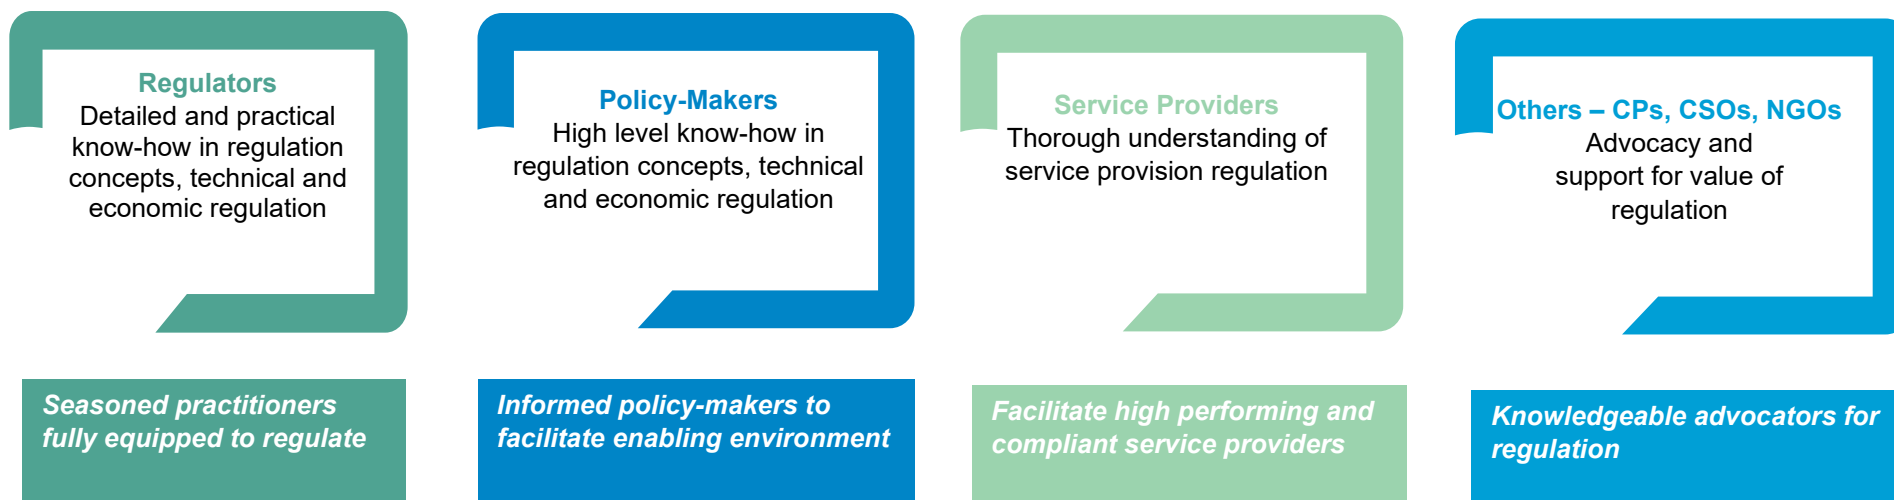 Regulators
Detailed and practical
know-how in regulation
concepts, technical and
economic regulation
Policy-Makers
High level know-how in
regulation concepts, technical
and economic regulation
Service Providers
Thorough understanding of
service provision regulation
Others – CPs, CSOs, NGOs
Advocacy and
support for value of
regulation
Seasoned practitioners
fully equipped to regulate
Informed policy-makers to
facilitate enabling environment
Facilitate high performing and
compliant service providers
Knowledgeable advocators for
regulation